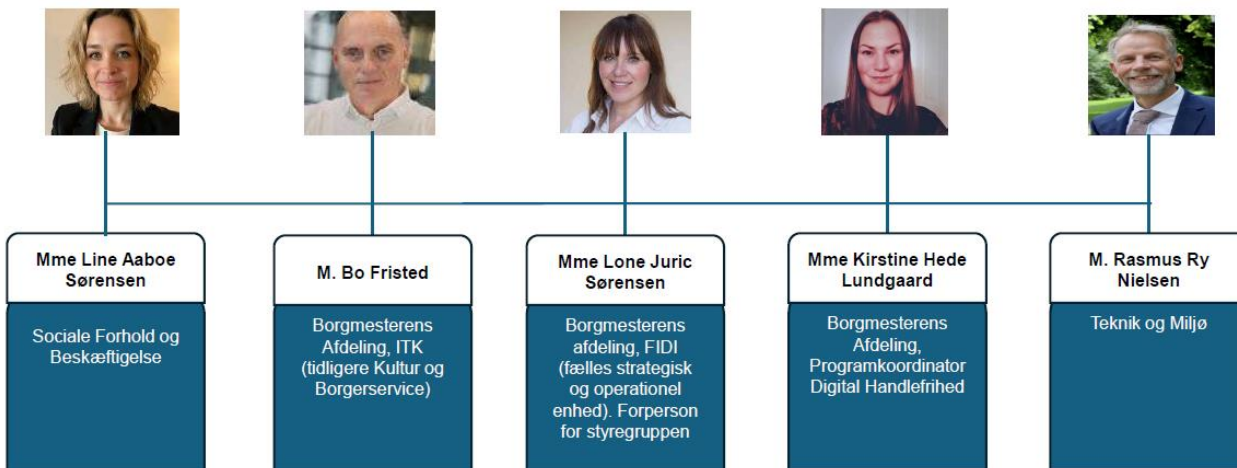 Mme Line Aaboe
Sørensen
Sociale Forhold og
Beskæftigelse
M. Bo Fristed
Borgmesterens
Afdeling, ITK
(tidligere Kultur og
Borgerservice)
Mme Lone Juric
Sørensen
Borgmesterens
afdeling, FIDI
(fælles strategisk
og operationel
enhed). Forperson
for styregruppen
Mme Kirstine Hede
Lundgaard
Borgmesterens
Afdeling,
Programkoordinator
Digital Handlefrihed
M. Rasmus Ry
Nielsen
Teknik og Miljø